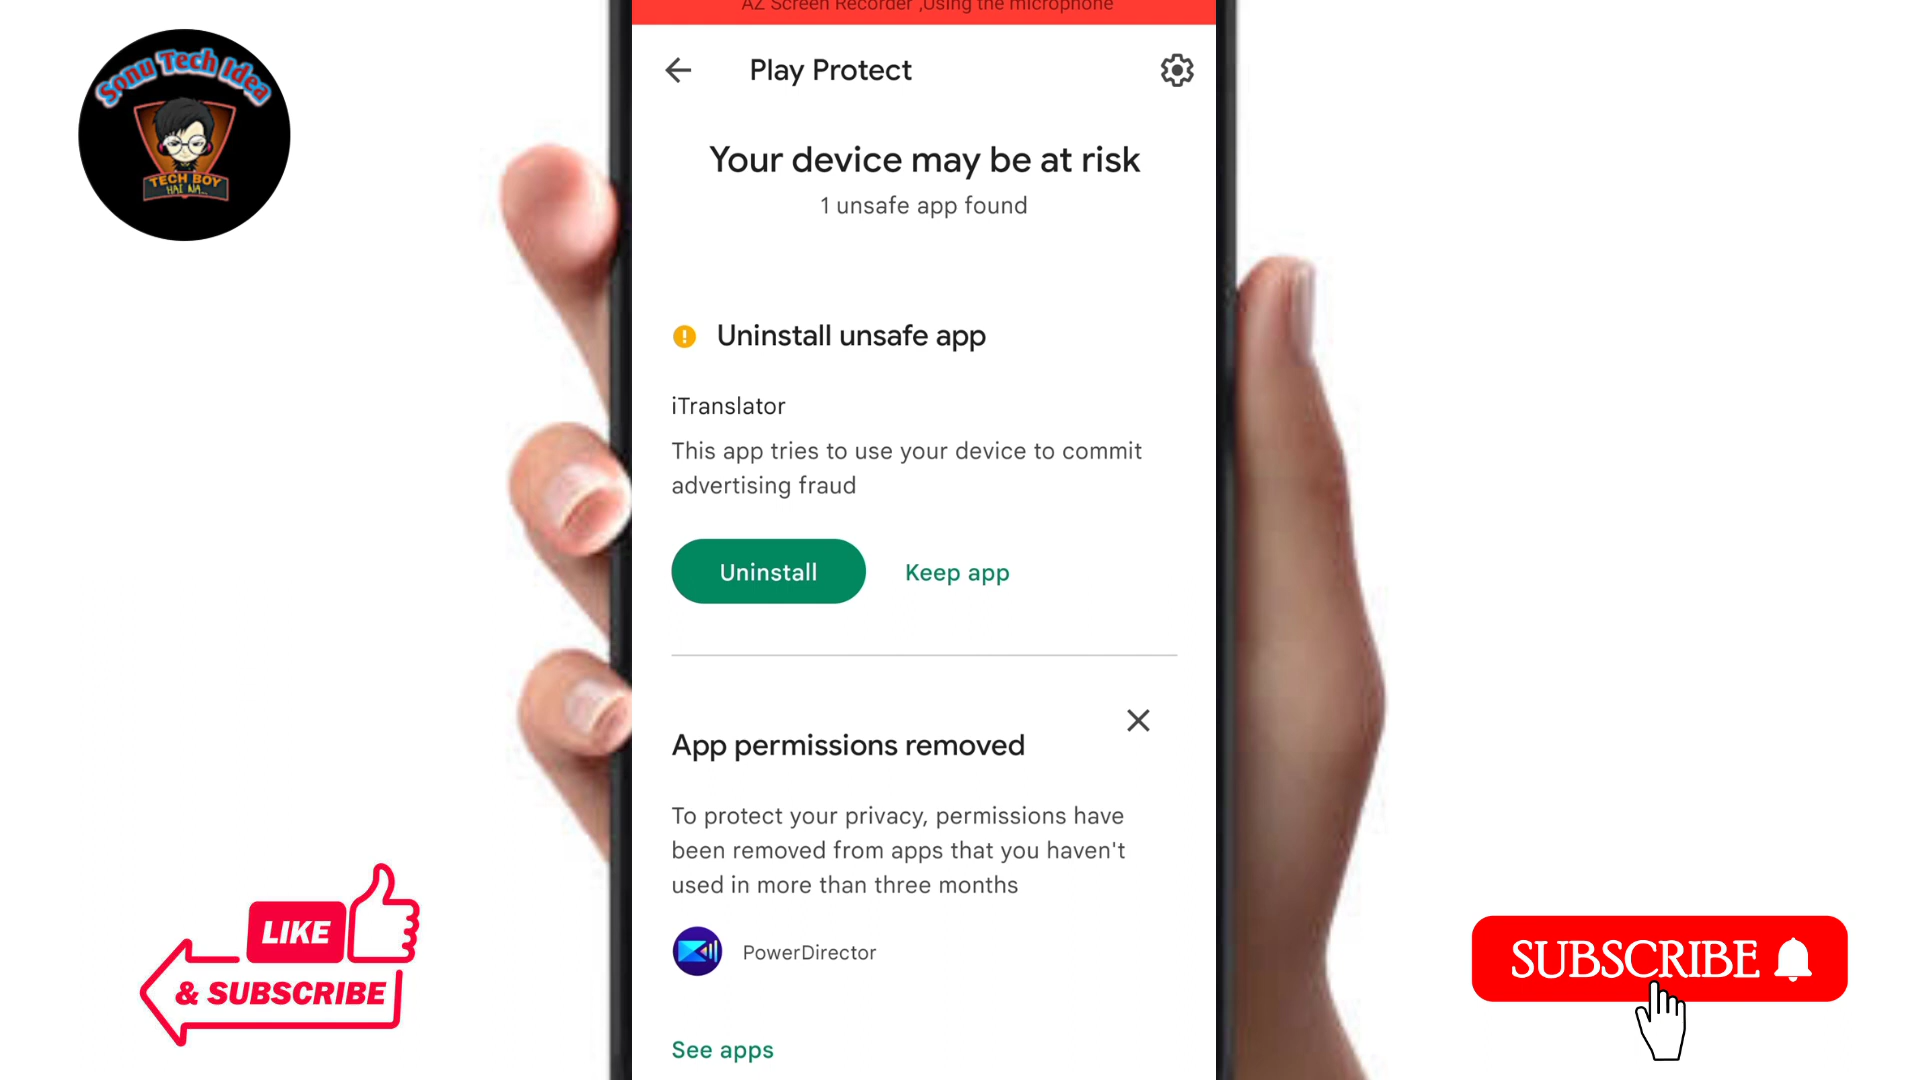 AZ Screen Recorder ,Using the microphone
Sonu Tech Idea
TECH BOY
HAI NA...
Play Protect
Your device may be at risk
1 unsafe app found
Uninstall unsafe app
iTranslator
This app tries to use your device to commit
advertising fraud
Uninstall
Keep app
App permissions removed
To protect your privacy, permissions have
been removed from apps that you haven't
used in more than three months
PowerDirector
See apps
LIKE
& SUBSCRIBE
SUBSCRIBE